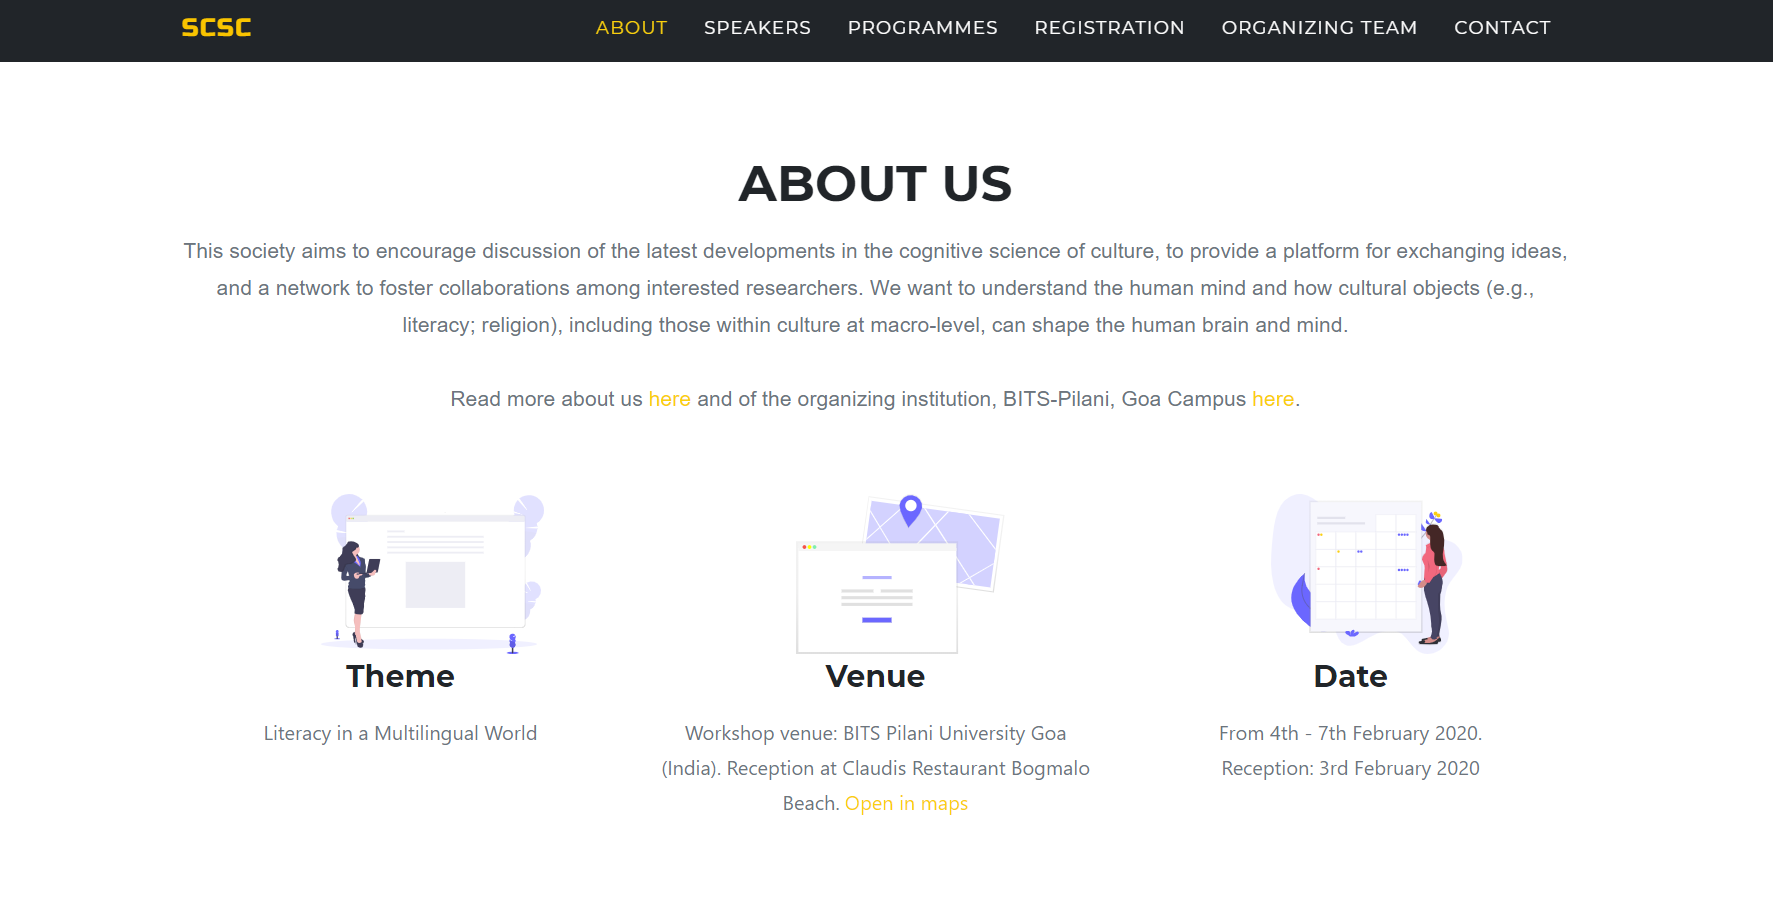 SCSC
ABOUT SPEAKERS PROGRAMMES REGISTRATION ORGANIZING TEAM CONTACT
ABOUT US
This society aims to encourage discussion of the latest developments in the cognitive science of culture, to provide a platform for exchanging ideas,
and a network to foster collaborations among interested researchers. We want to understand the human mind and how cultural objects (e.g.,
literacy; religion), including those within culture at macro-level, can shape the human brain and mind.
Read more about us here and of the organizing institution, BITS-Pilani, Goa Campus here.
Theme
Literacy in a Multilingual World
Venue
Workshop venue: BITS Pilani University Goa
(India). Reception at Claudis Restaurant Bogmalo
Beach. Open in maps
Date
From 4th - 7th February 2020.
Reception: 3rd February 2020